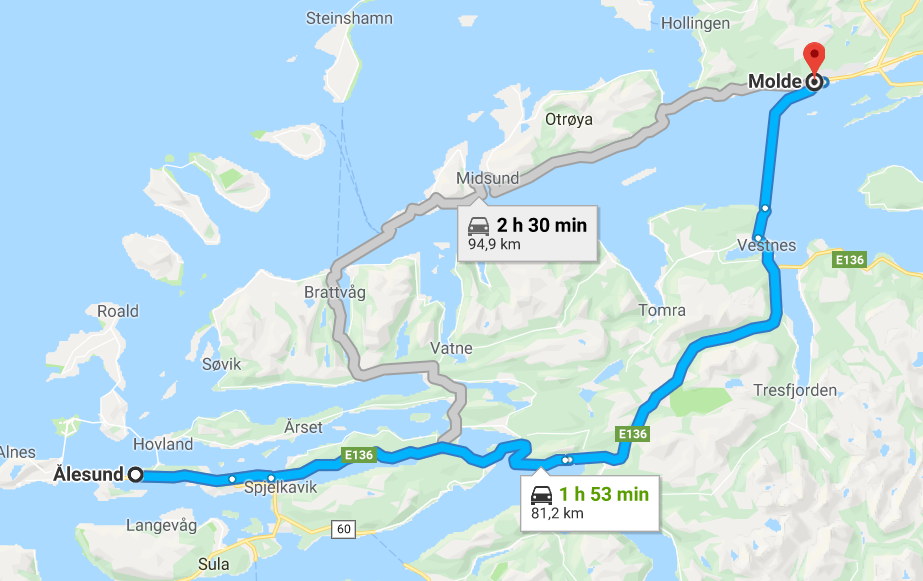 Steinshamn
Hollingen
Molde
Otrøya
Midsund
2 h 30 min
94,9 km
Vestnes
E136
Brattvåg
Roald
Tomra
Vatne
Søvik
Tresfjorden
Årset
E136
Hovland
Alnes
E136
Ålesund
Spjelkavik
1 h 53 min
81,2 km
Langevåg
60
Sula